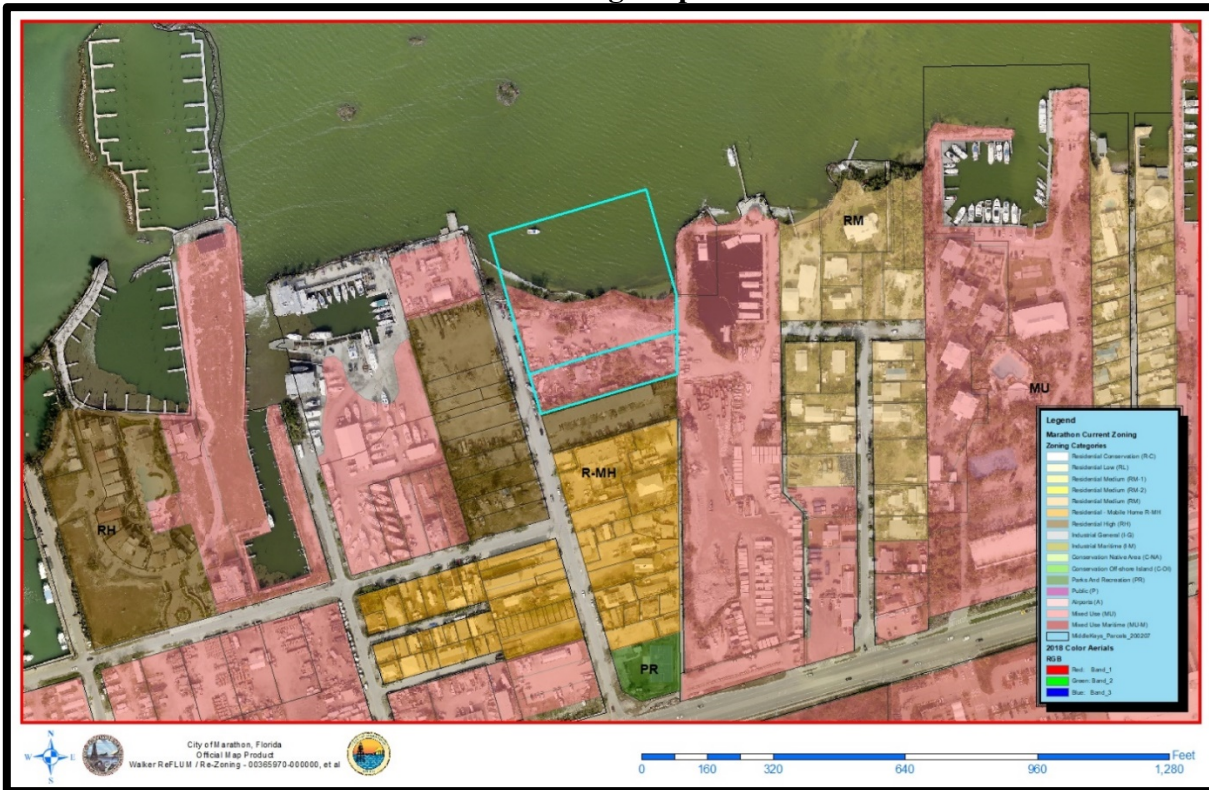 RM
MU
R-MH
RH
PR
Legend
Marathon Current Zoning
Zoning Categories
Residential Conservation (R-C)
Residential Low (RL)
Residential Medium (RM-1)
Residential Medium (RM-2)
Residential Medium (RM)
Residential - Mobile Home R-MH
Residential High (RH)
Industrial General (I-G)
Industrial Maritime (I-M)
Conservation Native Area (C-NA)
Conservation Offshore Island (C-OI)
Parks And Recreation (PR)
Public (P)
Airports (A)
Mixed Use (MU)
Mixed Use Maritime (MU-M)
2018 Color Aerials
RGB
Red: Band_1
Green: Band_2
Blue: Band_3
N
W E
S
City of Marathon, Florida
Official Map Product
Walker ReFLUM / Re-Zoning - 00365970-000000, et al
Feet
0 160 320 640 960 1,280